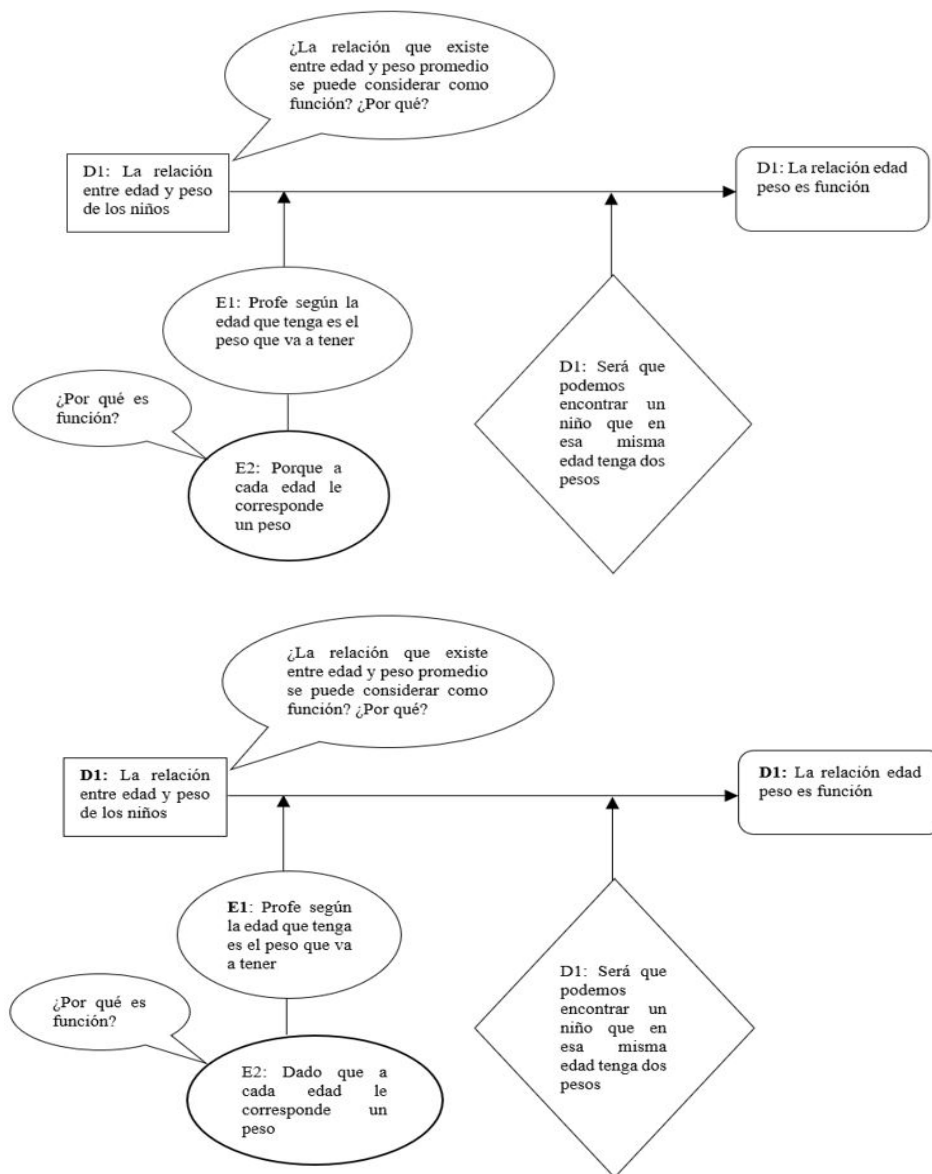 ¿La relación que existe
entre edad y peso promedio
se puede considerar como
función? ¿Por qué?
D1: La relación
entre edad y peso
de los niños
D1: La relación edad
peso es función
E1: Profe según la
edad que tenga es el
peso que va a tener
¿Por qué es
función?
E2: Porque a
cada edad le
corresponde
un peso
D1: Será que
podemos
encontrar un
niño que en
esa misma
edad tenga dos
pesos
¿La relación que existe
entre edad y peso promedio
se puede considerar como
función? ¿Por qué?
D1: La relación
entre edad y peso
de los niños
D1: La relación edad
peso es función
E1: Profe según
la edad que tenga
es el peso que va
a tener
¿Por qué es
función?
E2: Dado que a
cada edad le
corresponde un
peso
D1: Será que
podemos
encontrar un
niño que en
esa misma
edad tenga dos
pesos